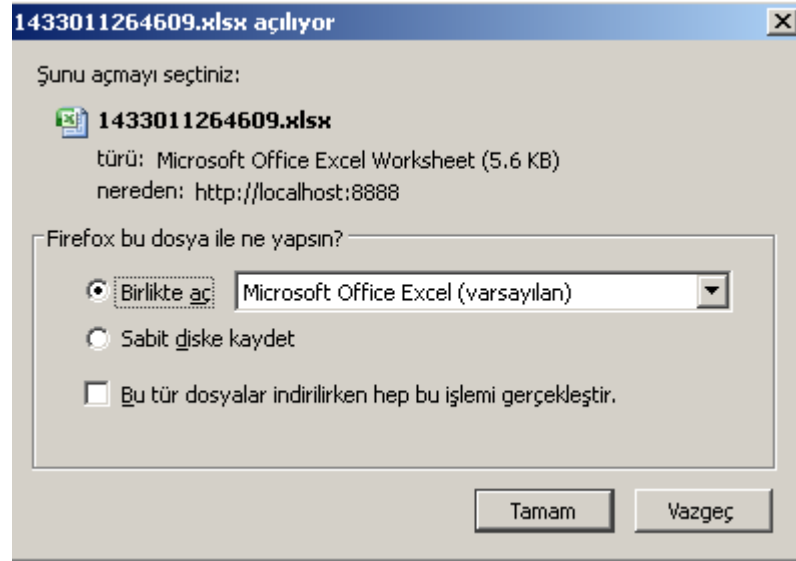 1433011264609.xlsx açılıyor
Şunu açmayı seçtiniz:
1433011264609.xlsx
türü: Microsoft Office Excel Worksheet (5.6 KB)
nereden: http://localhost:8888
Firefox bu dosya ile ne yapsın?
Birlikte aç Microsoft Office Excel (varsayılan)
Sabit diske kaydet
Bu tür dosyalar indirilirken hep bu işlemi gerçekleştir.
Tamam Vazgeç